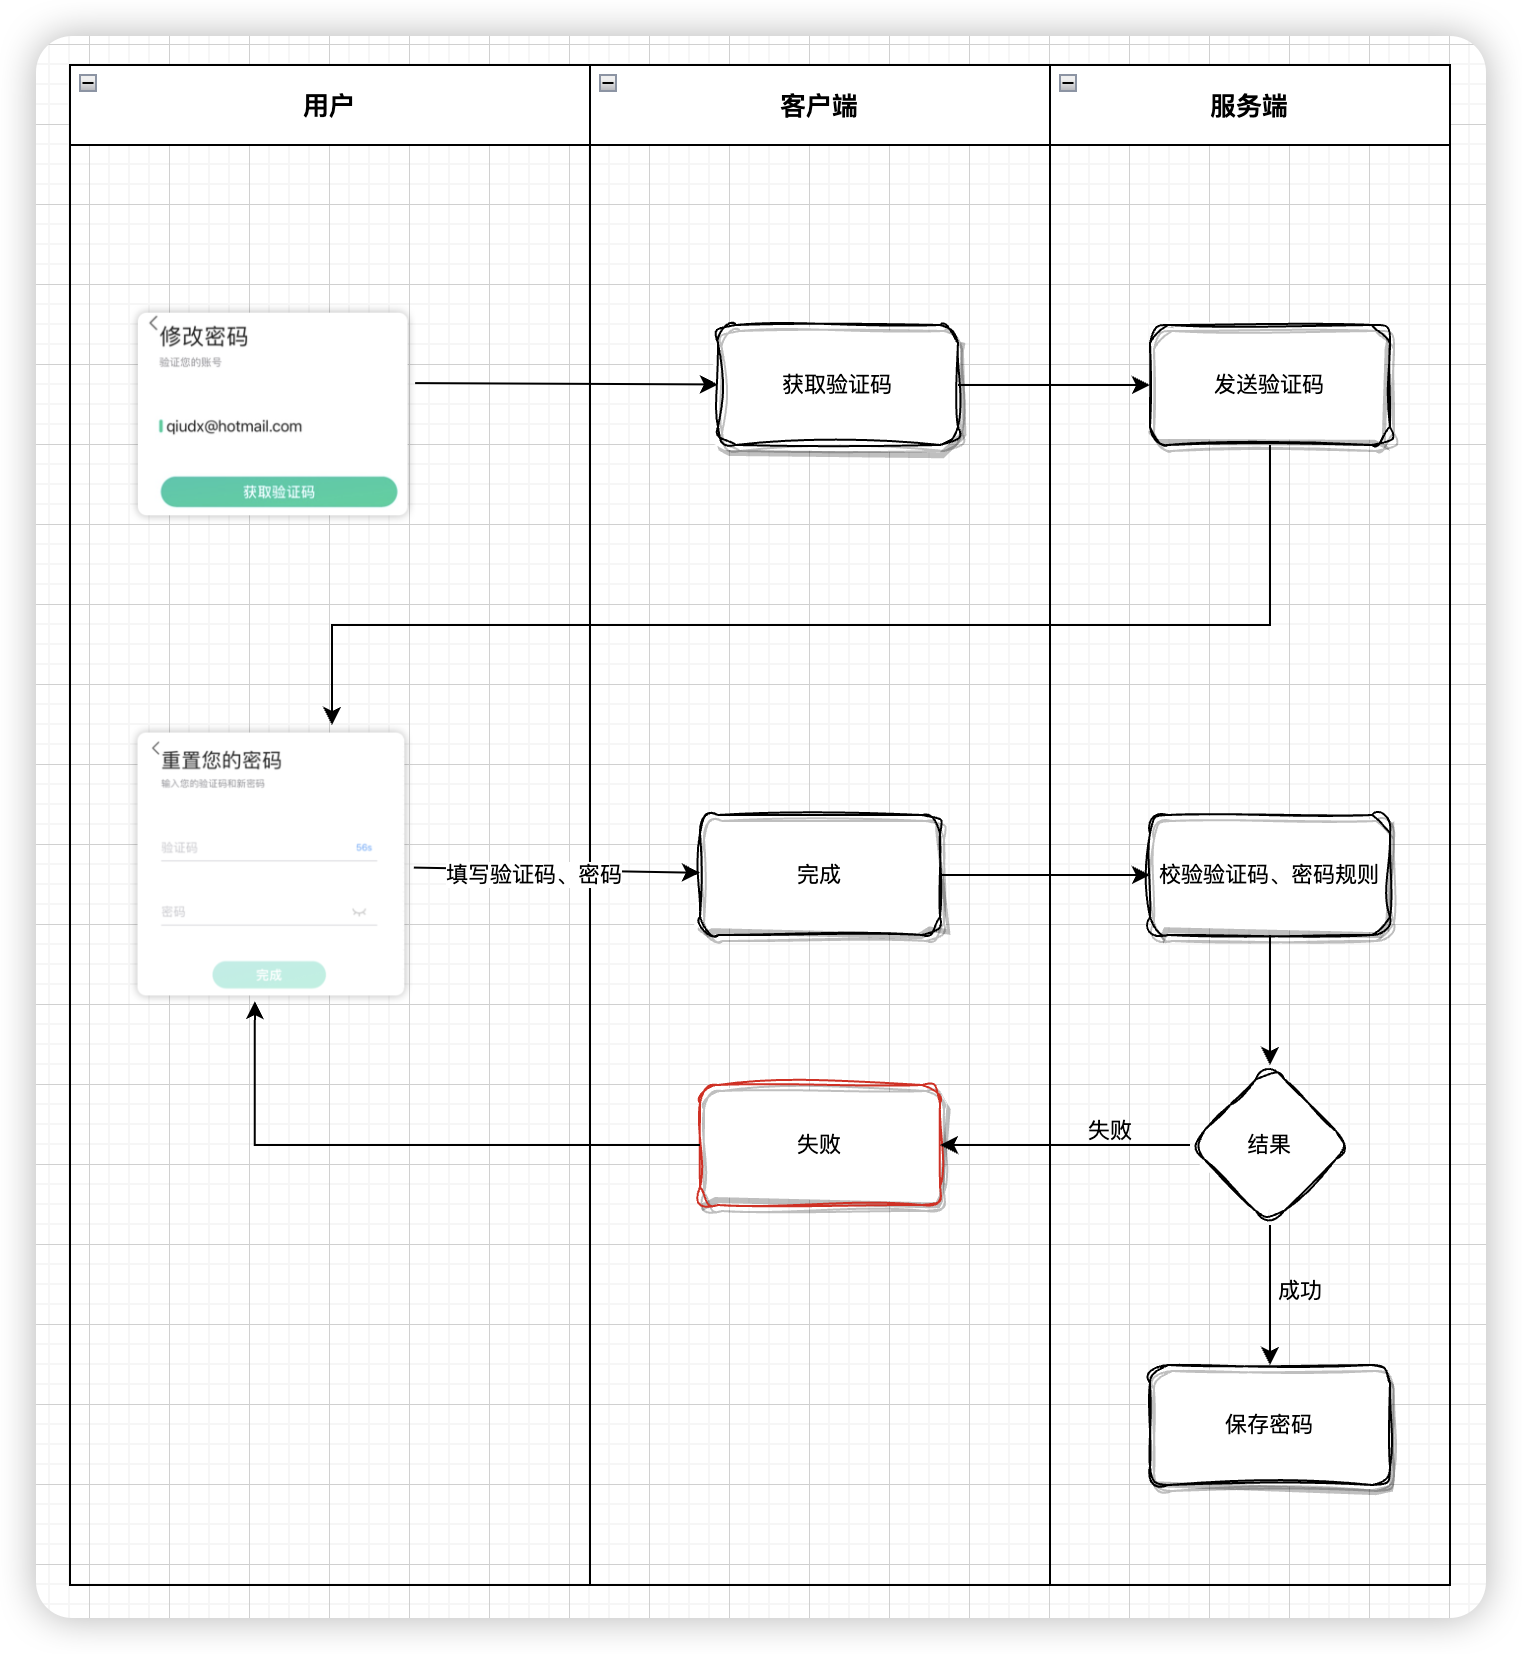 用户
客户端
服务端
修改密码
验证您的账号
qiudx@hotmail.com
获取验证码
获取验证码
发送验证码
重置您的密码
输入您的验证码和新密码
验证码
56s
密码
完成
填写验证码、密码
完成
校验验证码、密码规则
失败
失败
结果
成功
保存密码